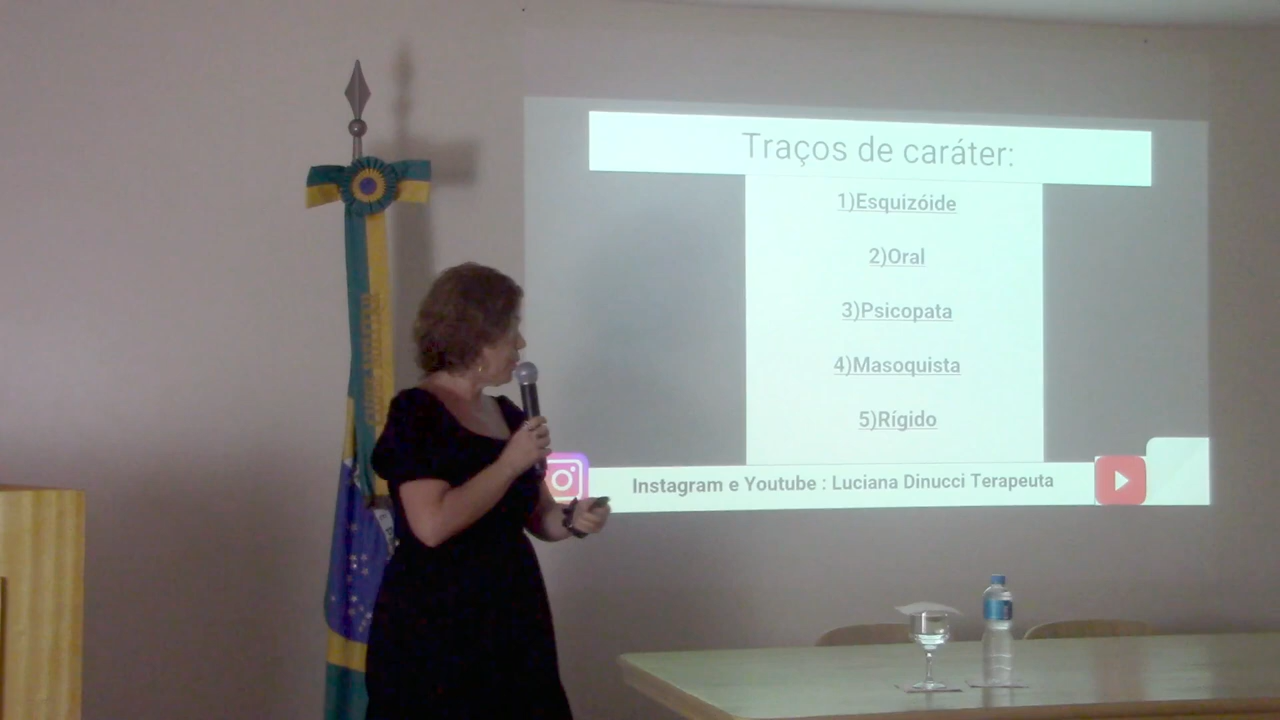 Traços de caráter:
1)Esquizóide
2)Oral
3)Psicopata
4)Masoquista
5)Rígido
Instagram e Youtube : Luciana Dinucci Terapeuta